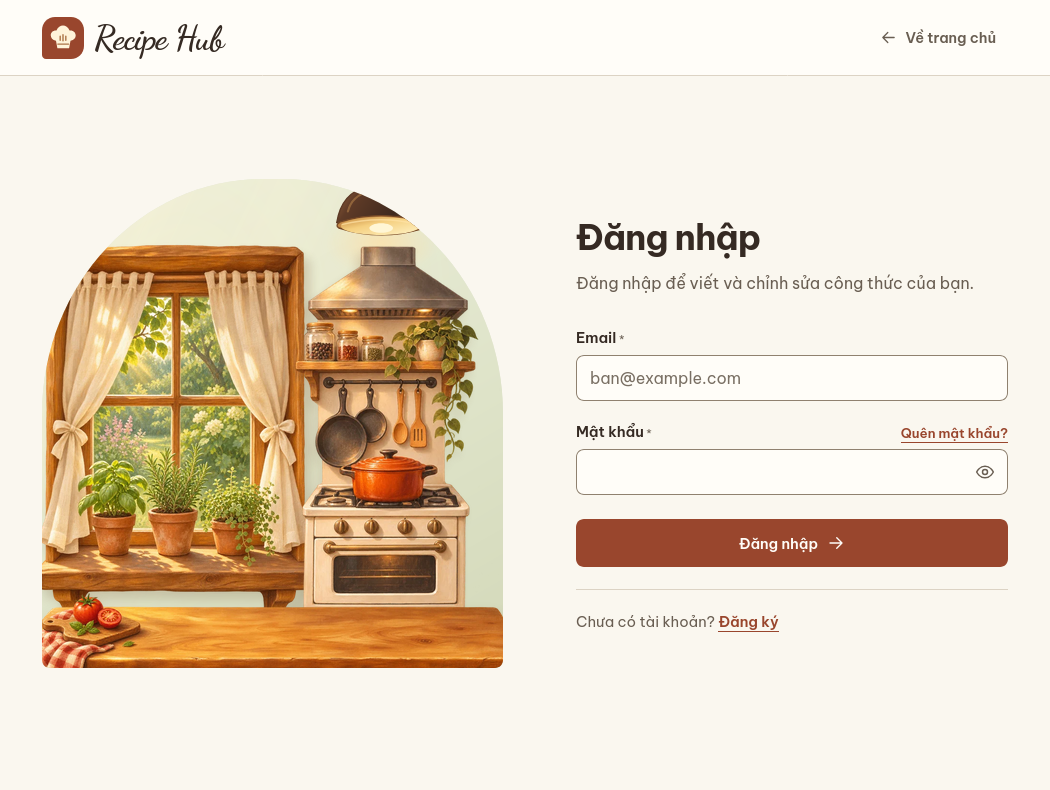 Recipe Hub
← Về trang chủ
Đăng nhập
Đăng nhập để viết và chỉnh sửa công thức của bạn.
Email *
ban@example.com
Mật khẩu *
Quên mật khẩu?
Đăng nhập →
Chưa có tài khoản? Đăng ký